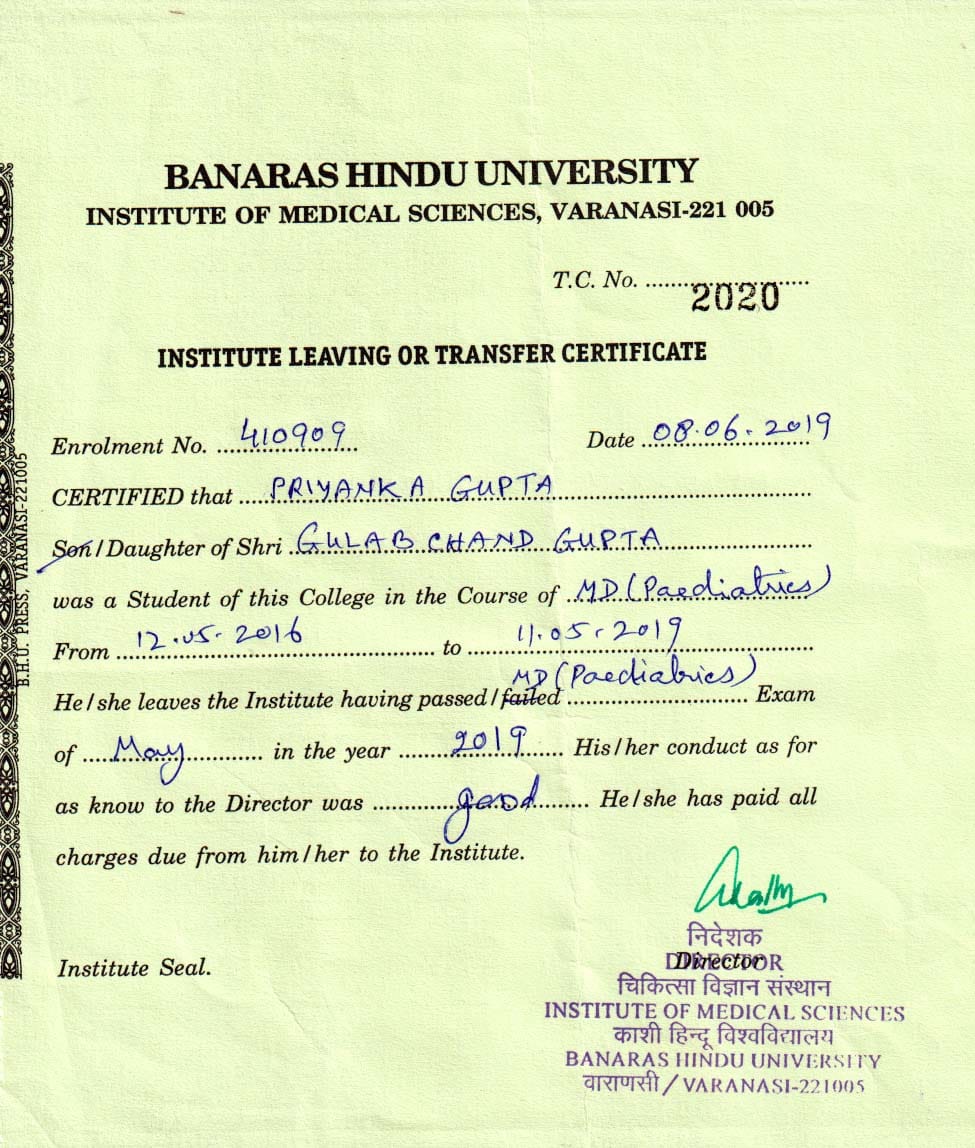 BANARAS HINDU UNIVERSITY
INSTITUTE OF MEDICAL SCIENCES, VARANASI-221 005
T.C. No. 2020
INSTITUTE LEAVING OR TRANSFER CERTIFICATE
Enrolment No. 410909 Date 08.06.2019
CERTIFIED that PRIYANKA GUPTA
Son/Daughter of Shri GULAB CHAND GUPTA
was a Student of this College in the Course of MD (Paediatrics)
From 12.05.2016 to 11.05.2019
He/she leaves the Institute having passed/failed MD (Paediatrics) Exam
of May in the year 2019 His/her conduct as for
as know to the Director was good He/she has paid all
charges due from him/her to the Institute.
Institute Seal.
Director
निदेशक
DIRECTOR
चिकित्सा विज्ञान संस्थान
INSTITUTE OF MEDICAL SCIENCES
काशी हिन्दू विश्वविद्यालय
BANARAS HINDU UNIVERSITY
वाराणसी/VARANASI-221005
B.H.U. PRESS, VARANASI-221005